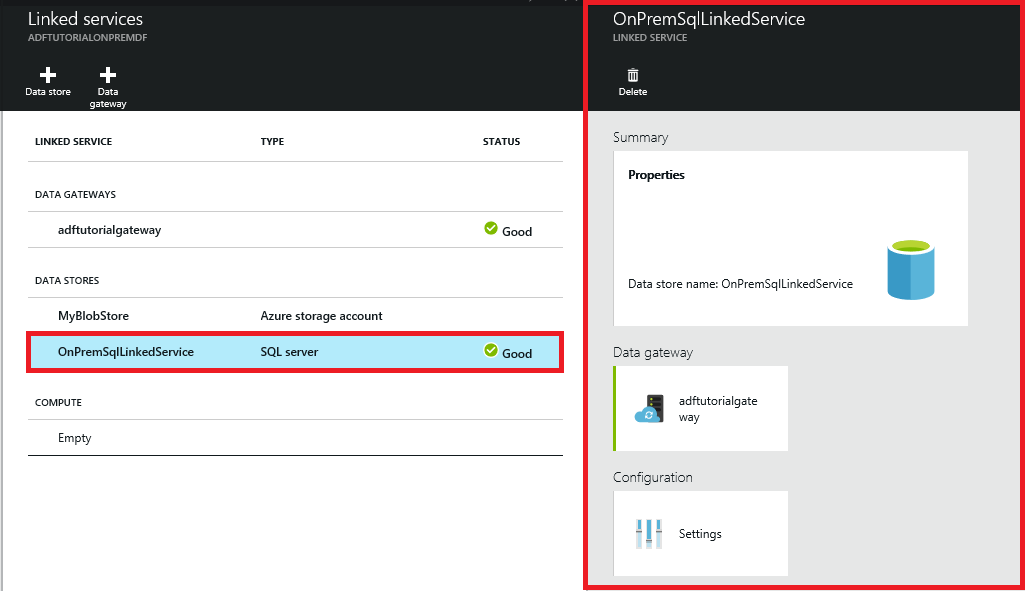 Linked services
ADFTUTORIALONPREMDF
Data store
Data
gateway
LINKED SERVICE TYPE STATUS
DATA GATEWAYS
adftutorialgateway Good
DATA STORES
MyBlobStore Azure storage account
OnPremSqlLinkedService SQL server Good
COMPUTE
Empty
OnPremSqlLinkedService
LINKED SERVICE
Delete
Summary
Properties
Data store name: OnPremSqlLinkedService
Data gateway
adftutorialgate
way
Configuration
Settings